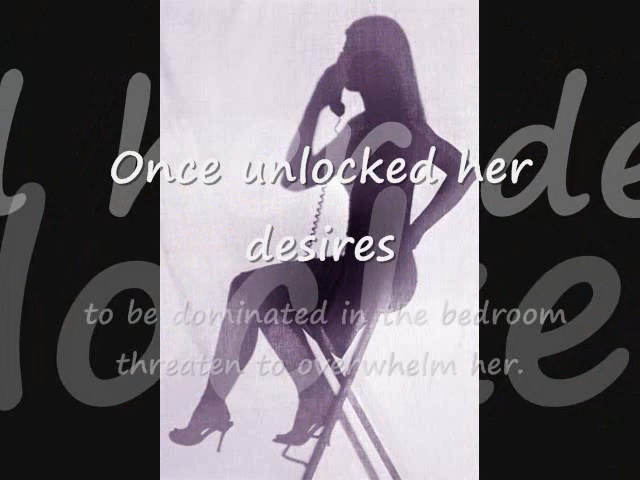 Once unlocked her
desires
to be dominated in the bedroom
threaten to overwhelm her.